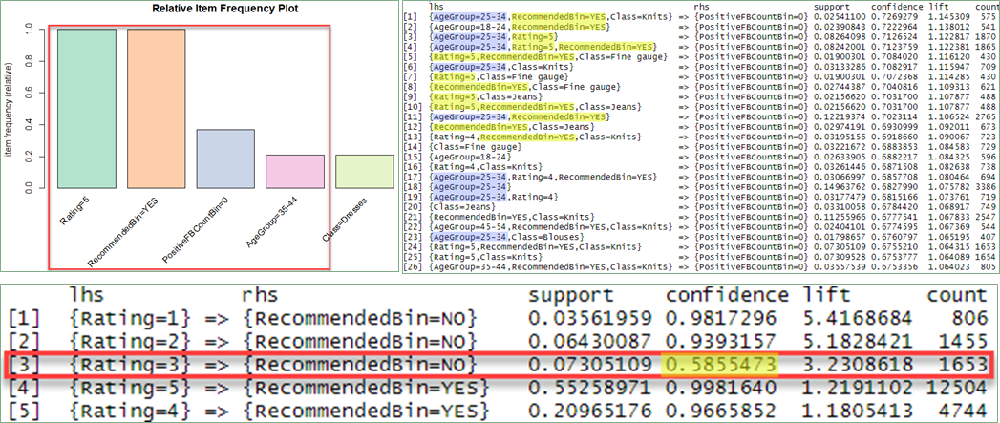 Relative Item Frequency Plot
item frequency (relative)
1.0
0.8
0.6
0.4
0.2
0.0
Rating=5
RecommendedBin=YES
PositiveFBCountBin=0
AgeGroup=35-44
Class=Dresses
lhs rhs support confidence lift count
[1] {AgeGroup=25-34,RecommendedBin=YES,Class=Knits} => {PositiveFBCountBin=0} 0.02541100 0.7269279 1.145309 575
[2] {AgeGroup=18-24,RecommendedBin=YES} => {PositiveFBCountBin=0} 0.02390843 0.7222964 1.138012 541
[3] {AgeGroup=25-34,Rating=5} => {PositiveFBCountBin=0} 0.08264098 0.7126524 1.122817 1870
[4] {AgeGroup=25-34,Rating=5,RecommendedBin=YES} => {PositiveFBCountBin=0} 0.08242001 0.7123759 1.122381 1865
[5] {Rating=5,RecommendedBin=YES,Class=Fine gauge} => {PositiveFBCountBin=0} 0.01900301 0.7084020 1.116120 430
[6] {AgeGroup=25-34,Class=Knits} => {PositiveFBCountBin=0} 0.03133286 0.7082917 1.115947 709
[7] {Rating=5,Class=Fine gauge} => {PositiveFBCountBin=0} 0.01900301 0.7072368 1.114285 430
[8] {RecommendedBin=YES,Class=Fine gauge} => {PositiveFBCountBin=0} 0.02744387 0.7040816 1.109313 621
[9] {Rating=5,Class=Jeans} => {PositiveFBCountBin=0} 0.02156620 0.7031700 1.107877 488
[10] {Rating=5,RecommendedBin=YES,Class=Jeans} => {PositiveFBCountBin=0} 0.02156620 0.7031700 1.107877 488
[11] {AgeGroup=25-34,RecommendedBin=YES} => {PositiveFBCountBin=0} 0.12219374 0.7023114 1.106524 2765
[12] {RecommendedBin=YES,Class=Jeans} => {PositiveFBCountBin=0} 0.02974191 0.6930999 1.092011 673
[13] {Rating=4,RecommendedBin=YES,Class=Knits} => {PositiveFBCountBin=0} 0.03195156 0.6918660 1.090067 723
[14] {Class=Fine gauge} => {PositiveFBCountBin=0} 0.03221672 0.6883853 1.084583 729
[15] {AgeGroup=18-24} => {PositiveFBCountBin=0} 0.02633905 0.6882217 1.084325 596
[16] {Rating=4,Class=Knits} => {PositiveFBCountBin=0} 0.03261446 0.6871508 1.082638 738
[17] {AgeGroup=25-34,Rating=4,RecommendedBin=YES} => {PositiveFBCountBin=0} 0.03066997 0.6857708 1.080464 694
[18] {AgeGroup=25-34} => {PositiveFBCountBin=0} 0.14963762 0.6827990 1.075782 3386
[19] {AgeGroup=25-34,Rating=4} => {PositiveFBCountBin=0} 0.03177479 0.6815166 1.073761 719
[20] {Class=Jeans} => {PositiveFBCountBin=0} 0.03310058 0.6784420 1.068917 749
[21] {RecommendedBin=YES,Class=Knits} => {PositiveFBCountBin=0} 0.11255966 0.6777541 1.067833 2547
[22] {AgeGroup=45-54,RecommendedBin=YES,Class=Knits} => {PositiveFBCountBin=0} 0.02404101 0.6774595 1.067369 544
[23] {AgeGroup=25-34,Class=Blouses} => {PositiveFBCountBin=0} 0.01798657 0.6760797 1.065195 407
[24] {Rating=5,RecommendedBin=YES,Class=Knits} => {PositiveFBCountBin=0} 0.07305109 0.6755210 1.064315 1653
[25] {Rating=5,Class=Knits} => {PositiveFBCountBin=0} 0.07309528 0.6753777 1.064089 1654
[26] {AgeGroup=35-44,RecommendedBin=YES,Class=Knits} => {PositiveFBCountBin=0} 0.03557539 0.6753356 1.064023 805
lhs rhs support confidence lift count
[1] {Rating=1} => {RecommendedBin=NO} 0.03561959 0.9817296 5.4168684 806
[2] {Rating=2} => {RecommendedBin=NO} 0.06430087 0.9393157 5.1828421 1455
[3] {Rating=3} => {RecommendedBin=NO} 0.07305109 0.5855473 3.2308618 1653
[4] {Rating=5} => {RecommendedBin=YES} 0.55258971 0.9981640 1.2191102 12504
[5] {Rating=4} => {RecommendedBin=YES} 0.20965176 0.9665852 1.1805413 4744